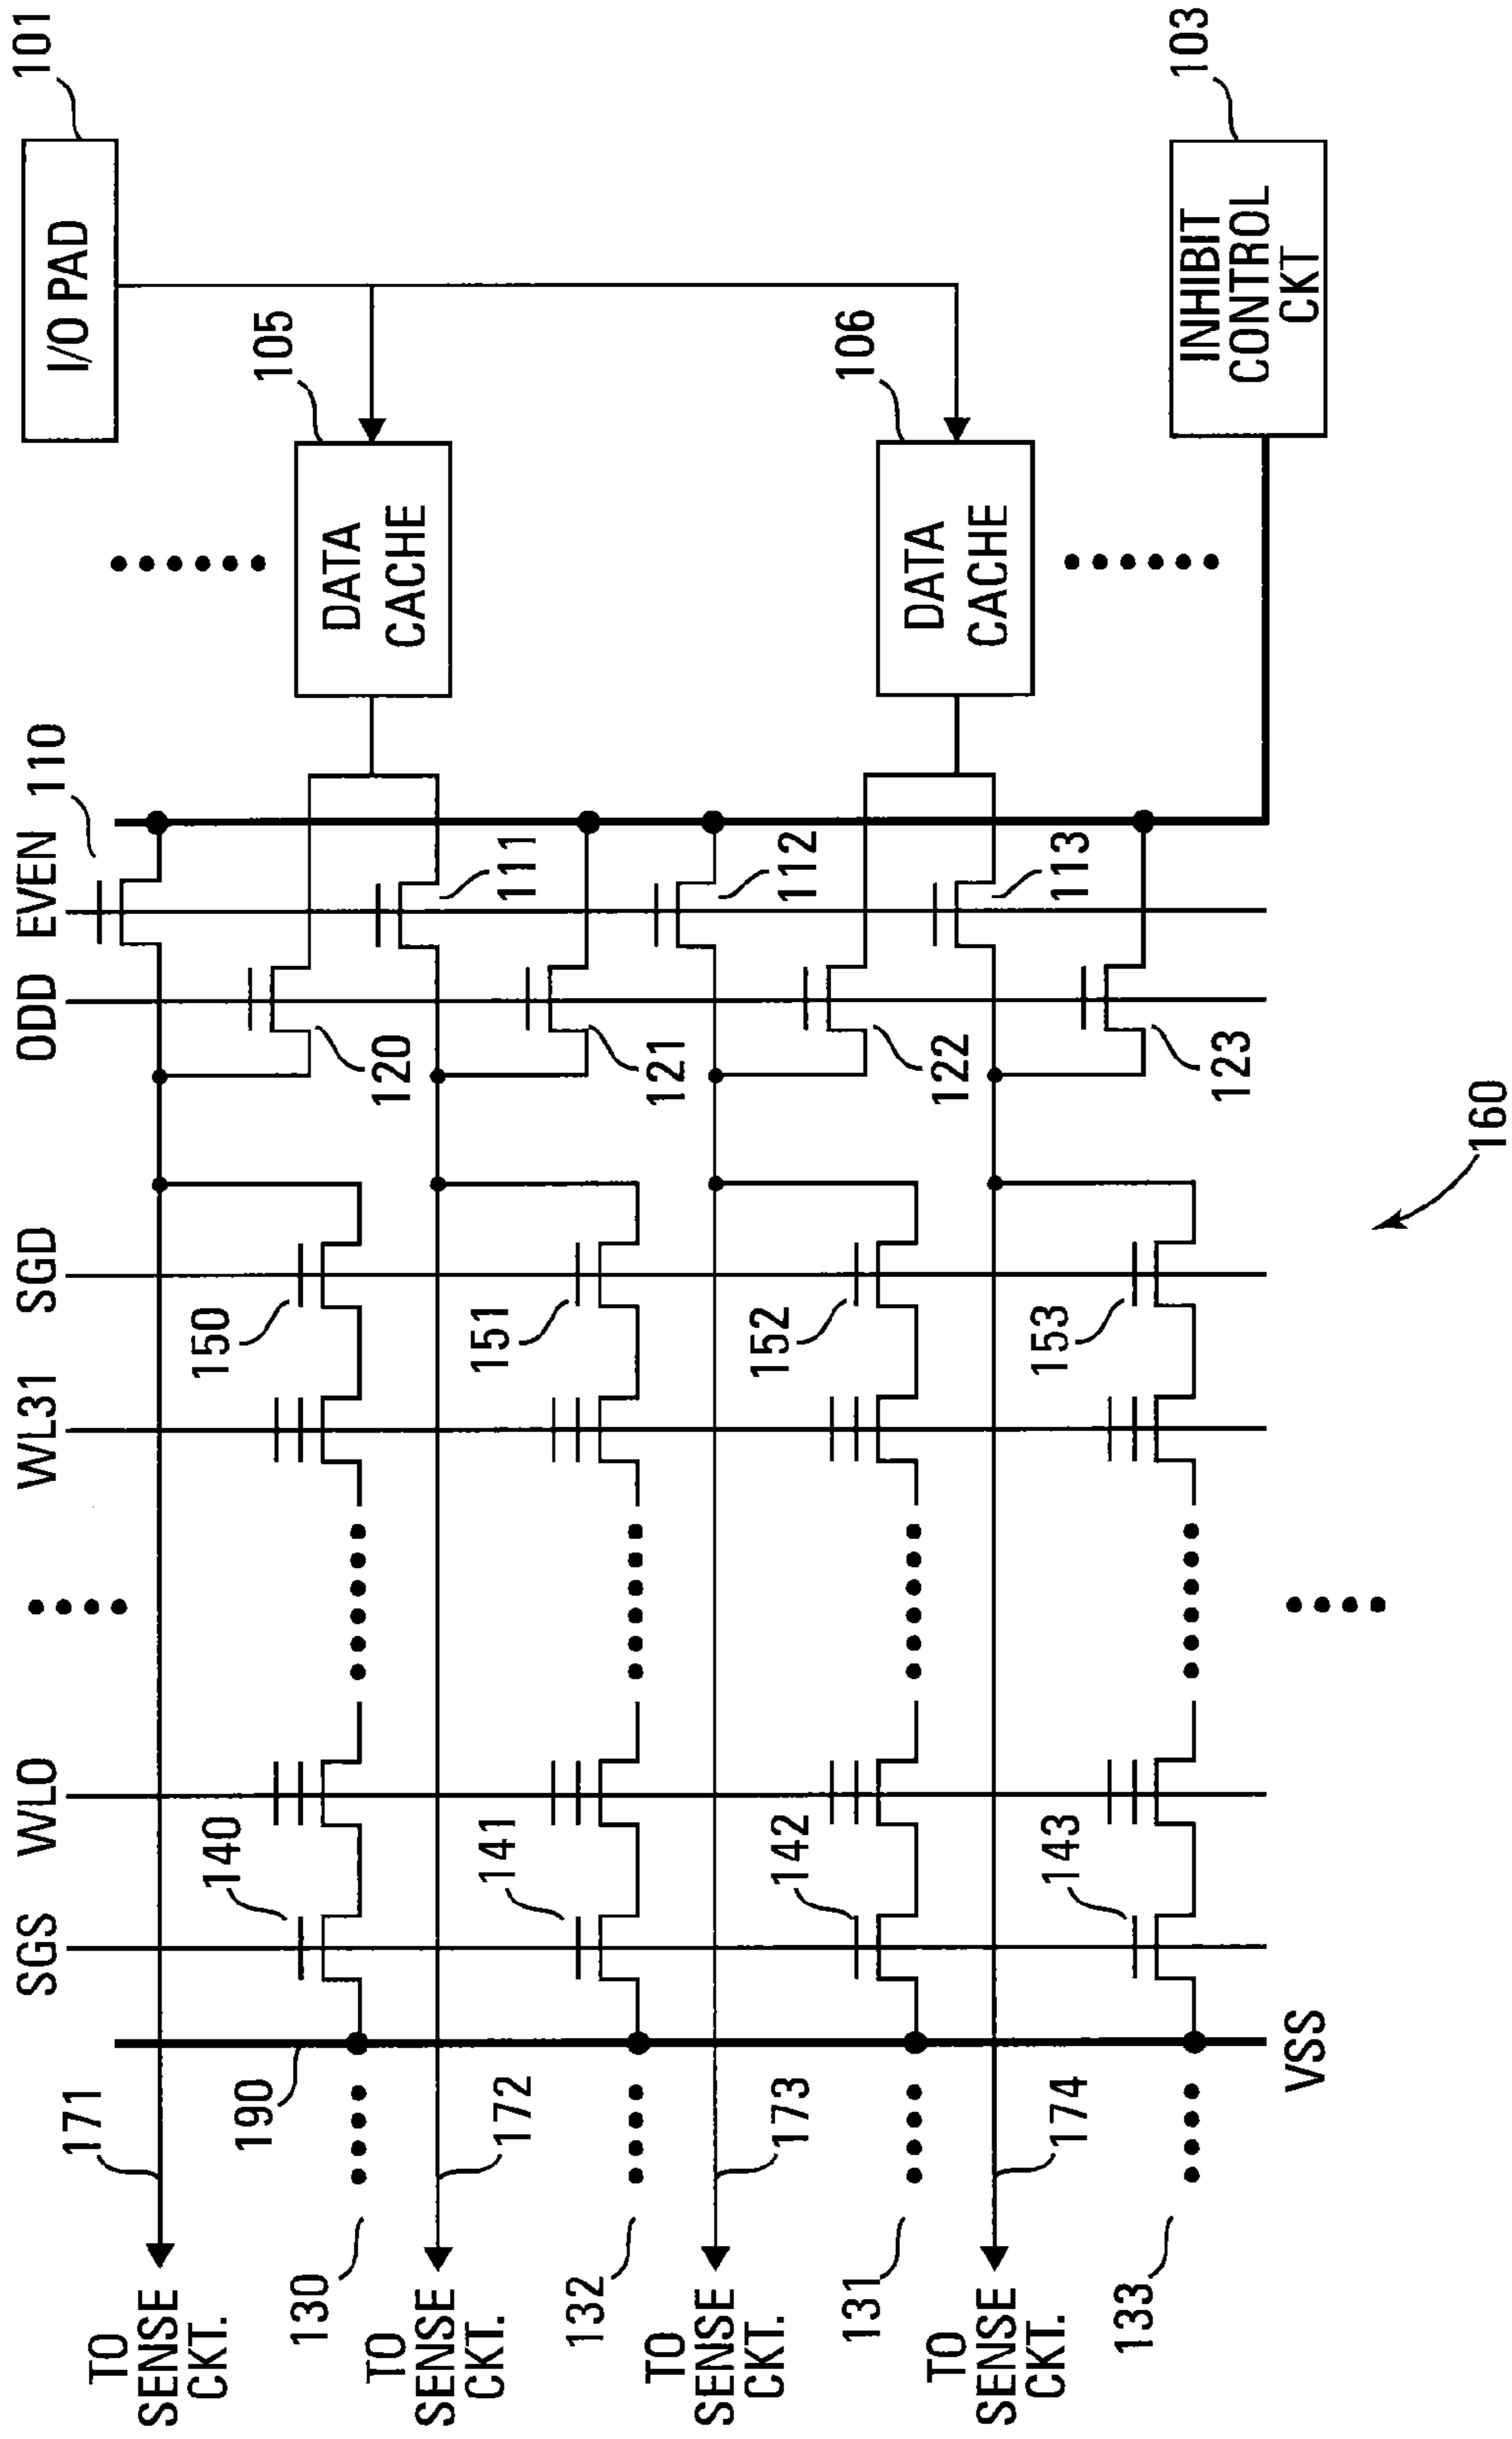 101
I/O PAD
105
DATA
CACHE
106
DATA
CACHE
103
INHIBIT
CONTROL
CKT
110
EVEN
111
112
113
ODD
120
121
122
123
160
SGD
150
151
152
153
WL31
WL0
140
141
142
143
SGS
190
VSS
171
172
173
174
130
132
131
133
TO
SENSE
CKT.
TO
SENSE
CKT.
TO
SENSE
CKT.
TO
SENSE
CKT.